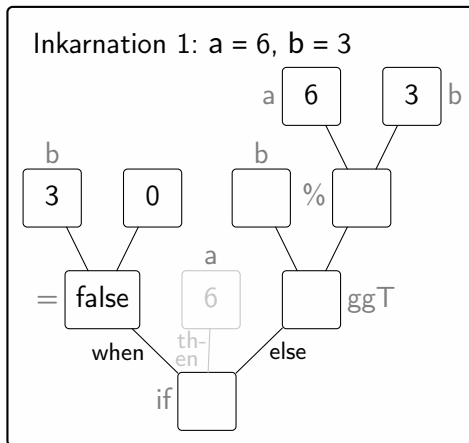 Inkarnation 1: a = 6, b = 3
a 6 3 b
b b
3 0 %
a
= false 6 ggT
when th-
en else
if